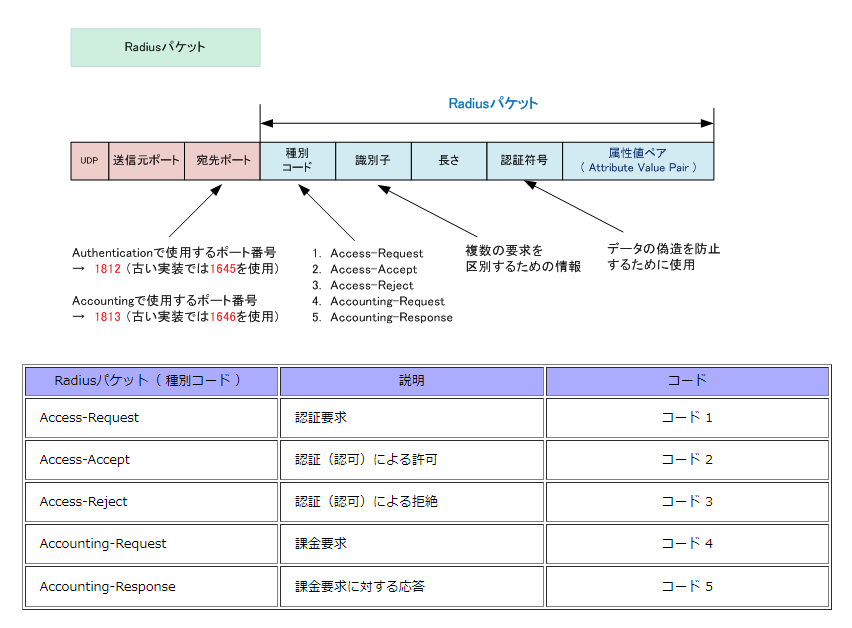 Radiusパケット
Radiusパケット
UDP
送信元ポート
宛先ポート
種別
コード
識別子
長さ
認証符号
属性値ペア
( Attribute Value Pair )
Authenticationで使用するポート番号
→ 1812 (古い実装では1645を使用)
Accountingで使用するポート番号
→ 1813 (古い実装では1646を使用)
1. Access-Request
2. Access-Accept
3. Access-Reject
4. Accounting-Request
5. Accounting-Response
複数の要求を
区別するための情報
データの偽造を防止
するために使用
Radiusパケット ( 種別コード ) 説明 コード
Access-Request 認証要求 コード 1
Access-Accept 認証（認可）による許可 コード 2
Access-Reject 認証（認可）による拒絶 コード 3
Accounting-Request 課金要求 コード 4
Accounting-Response 課金要求に対する応答 コード 5